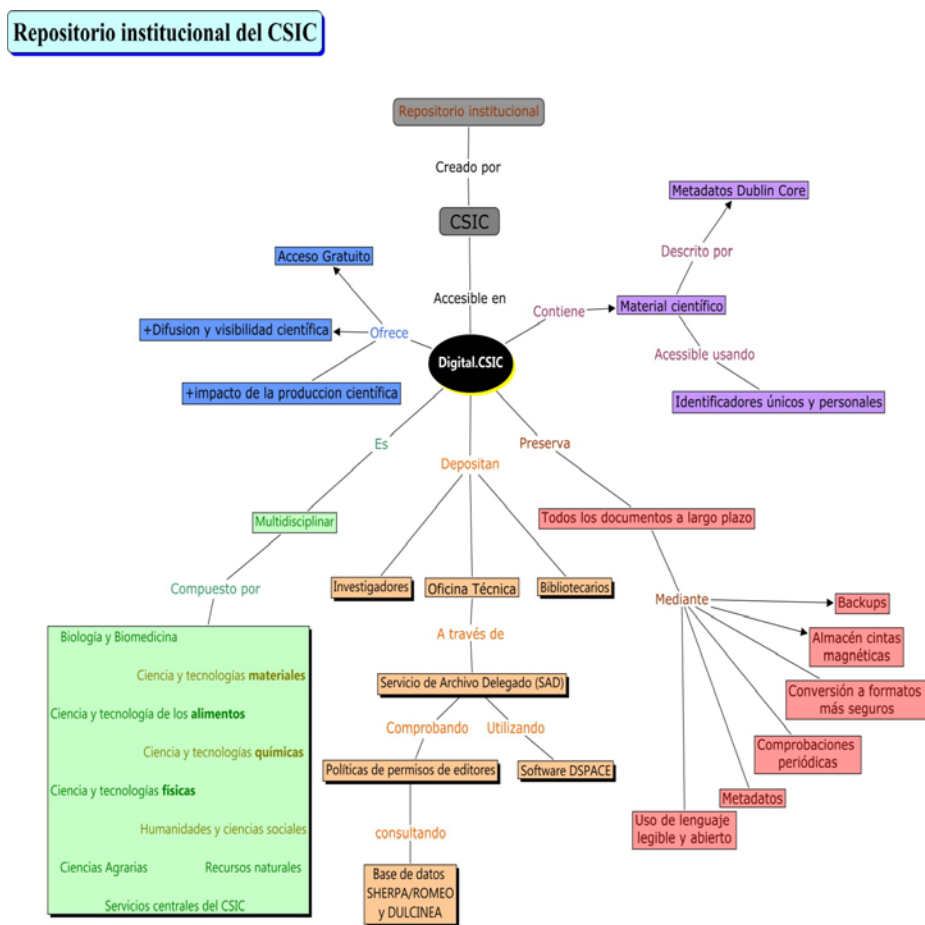 Repositorio institucional del CSIC
Repositorio institucional
Creado por
CSIC
Accesible en
Digital.CSIC
Ofrece
Acceso Gratuito
+Difusion y visibilidad científica
+impacto de la produccion científica
Contiene
Material científico
Descrito por
Metadatos Dublin Core
Acessible usando
Identificadores únicos y personales
Es
Multidisciplinar
Compuesto por
Biología y Biomedicina
Ciencia y tecnologías materiales
Ciencia y tecnología de los alimentos
Ciencia y tecnologías químicas
Ciencia y tecnologías físicas
Humanidades y ciencias sociales
Ciencias Agrarias
Recursos naturales
Servicios centrales del CSIC
Depositan
Investigadores
Oficina Técnica
Bibliotecarios
A través de
Servicio de Archivo Delegado (SAD)
Comprobando
Utilizando
Políticas de permisos de editores
Software DSPACE
consultando
Base de datos
SHERPA/ROMEO
y DULCINEA
Preserva
Todos los documentos a largo plazo
Mediante
Backups
Almacén cintas
magnéticas
Conversión a formatos
más seguros
Comprobaciones
periódicas
Metadatos
Uso de lenguaje
legible y abierto